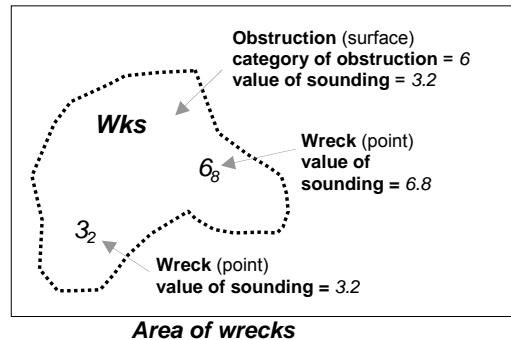 Obstruction (surface)
category of obstruction = 6
value of sounding = 3.2
Wks
Wreck (point)
value of
sounding = 6.8
6₈
3₂
Wreck (point)
value of sounding = 3.2
Area of wrecks